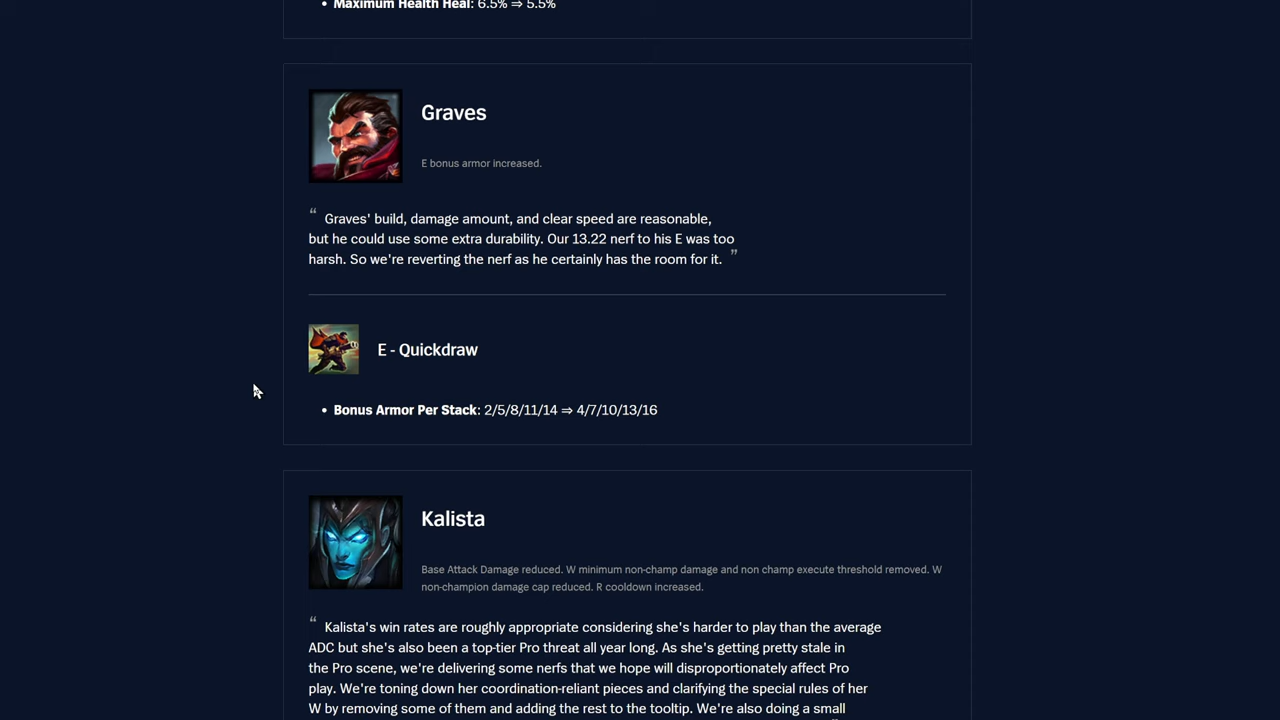 • Maximum Health Heal: 6.5% ⇒ 5.5%
Graves
E bonus armor increased.
“ Graves' build, damage amount, and clear speed are reasonable,
but he could use some extra durability. Our 13.22 nerf to his E was too
harsh. So we're reverting the nerf as he certainly has the room for it. ”
E - Quickdraw
• Bonus Armor Per Stack: 2/5/8/11/14 ⇒ 4/7/10/13/16
Kalista
Base Attack Damage reduced. W minimum non-champ damage and non champ execute threshold removed. W
non-champion damage cap reduced. R cooldown increased.
“ Kalista's win rates are roughly appropriate considering she's harder to play than the average
ADC but she's also been a top-tier Pro threat all year long. As she's getting pretty stale in
the Pro scene, we're delivering some nerfs that we hope will disproportionately affect Pro
play. We're toning down her coordination-reliant pieces and clarifying the special rules of her
W by removing some of them and adding the rest to the tooltip. We're also doing a small